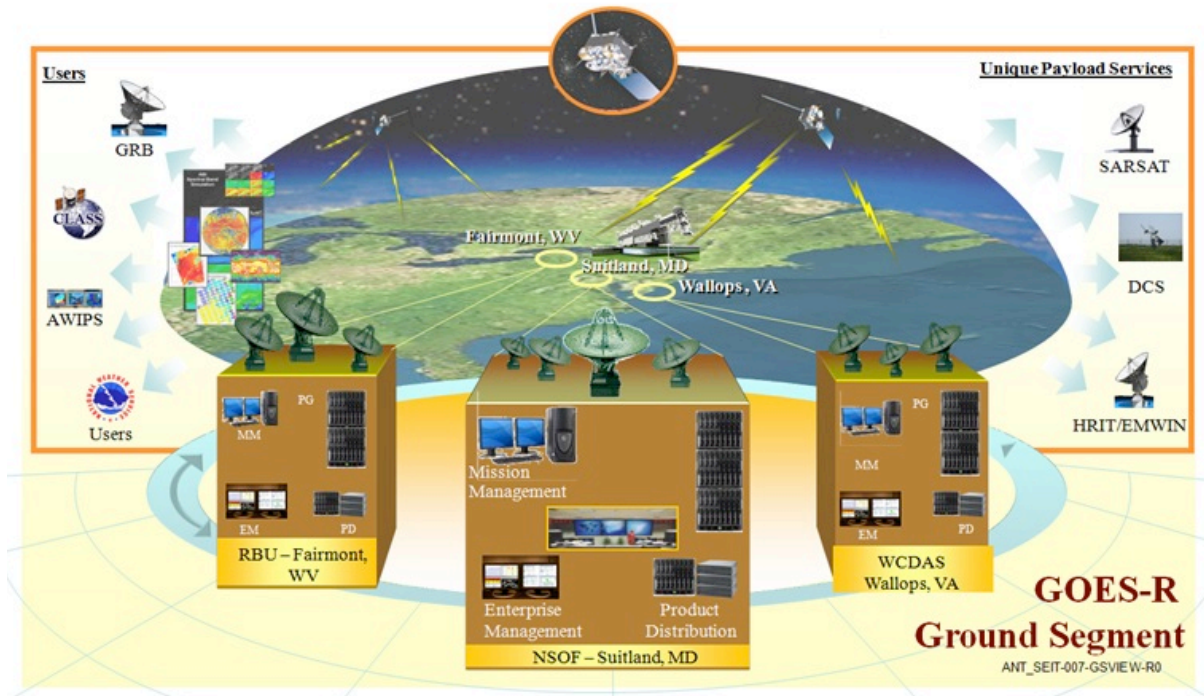 Users
Unique Payload Services
GRB
CLASS
AWIPS
Users
SARSAT
DCS
HRIT/EMWIN
Fairmont, WV
Suitland, MD
Wallops, VA
PG
MM
EM
PD
RBU – Fairmont,
WV
Mission
Management
Enterprise
Management
Product
Distribution
NSOF – Suitland, MD
PG
MM
EM
PD
WCDAS
Wallops, VA
GOES-R
Ground Segment
ANT_SEIT-007-GSVIEW-R0